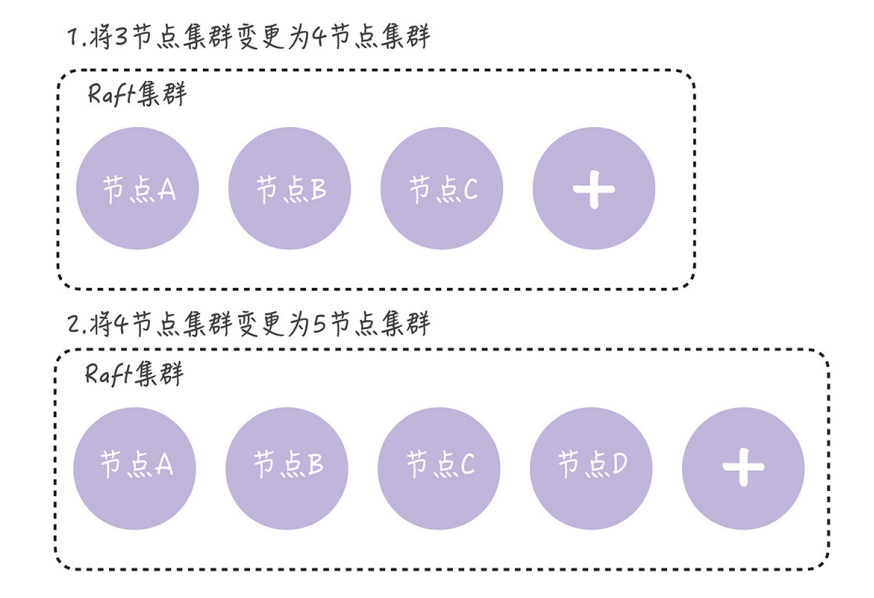 1.将3节点集群变更为4节点集群
Raft集群
节点A 节点B 节点C +
2.将4节点集群变更为5节点集群
Raft集群
节点A 节点B 节点C 节点D +